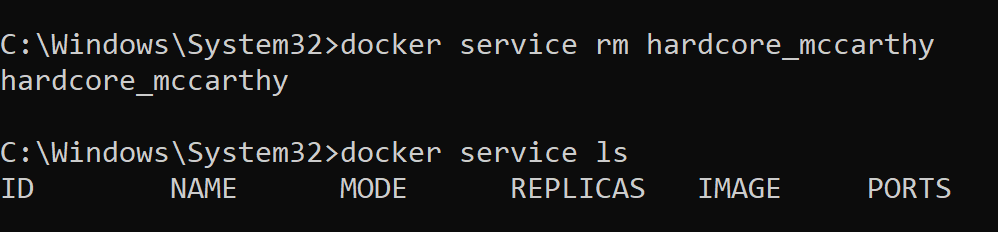 C:\Windows\System32>docker service rm hardcore_mccarthy
hardcore_mccarthy
C:\Windows\System32>docker service ls
ID NAME MODE REPLICAS IMAGE PORTS